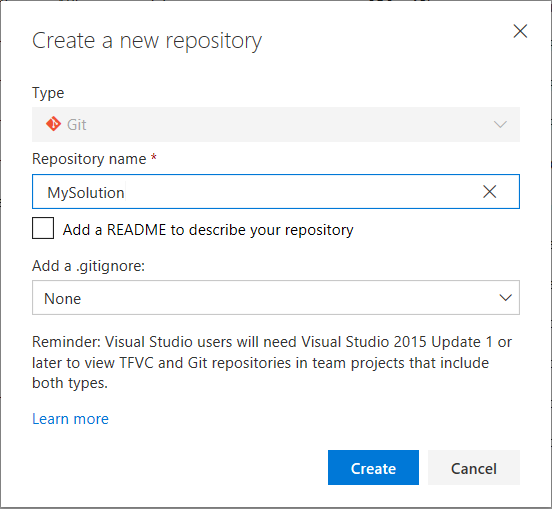 Create a new repository
Type
Git
Repository name *
MySolution
Add a README to describe your repository
Add a .gitignore:
None
Reminder: Visual Studio users will need Visual Studio 2015 Update 1 or
later to view TFVC and Git repositories in team projects that include
both types.
Learn more
Create
Cancel